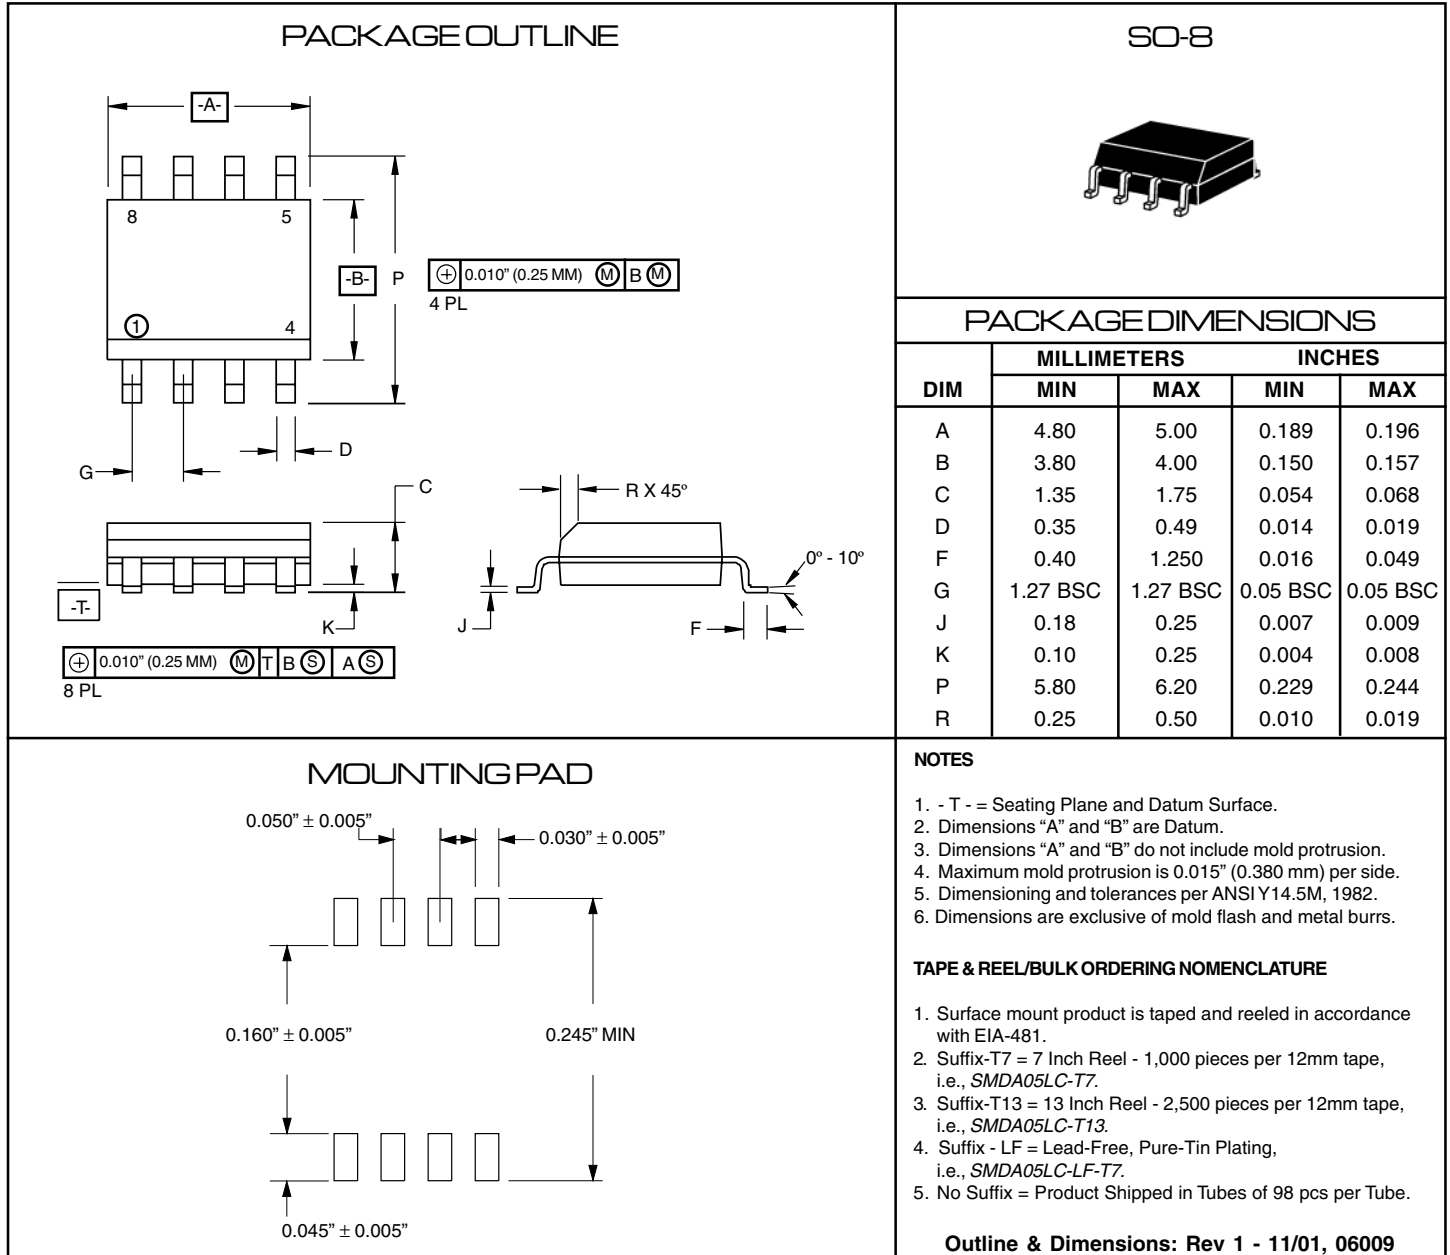 PACKAGE OUTLINE
-A-
8 5
-B- P
⌖ 0.010” (0.25 MM) Ⓜ B Ⓜ
4 PL
① 4
D
G
C
R X 45º
0º - 10º
-T-
K
J
F
⌖ 0.010” (0.25 MM) Ⓜ T B Ⓢ A Ⓢ
8 PL
SO-8
PACKAGE DIMENSIONS
MILLIMETERS INCHES
DIM MIN MAX MIN MAX
A 4.80 5.00 0.189 0.196
B 3.80 4.00 0.150 0.157
C 1.35 1.75 0.054 0.068
D 0.35 0.49 0.014 0.019
F 0.40 1.250 0.016 0.049
G 1.27 BSC 1.27 BSC 0.05 BSC 0.05 BSC
J 0.18 0.25 0.007 0.009
K 0.10 0.25 0.004 0.008
P 5.80 6.20 0.229 0.244
R 0.25 0.50 0.010 0.019
MOUNTING PAD
0.050” ± 0.005”
0.030” ± 0.005”
0.160” ± 0.005”
0.245” MIN
0.045” ± 0.005”
NOTES
1. - T - = Seating Plane and Datum Surface.
2. Dimensions “A” and “B” are Datum.
3. Dimensions “A” and “B” do not include mold protrusion.
4. Maximum mold protrusion is 0.015” (0.380 mm) per side.
5. Dimensioning and tolerances per ANSI Y14.5M, 1982.
6. Dimensions are exclusive of mold flash and metal burrs.
TAPE & REEL/BULK ORDERING NOMENCLATURE
1. Surface mount product is taped and reeled in accordance
with EIA-481.
2. Suffix-T7 = 7 Inch Reel - 1,000 pieces per 12mm tape,
i.e., SMDA05LC-T7.
3. Suffix-T13 = 13 Inch Reel - 2,500 pieces per 12mm tape,
i.e., SMDA05LC-T13.
4. Suffix - LF = Lead-Free, Pure-Tin Plating,
i.e., SMDA05LC-LF-T7.
5. No Suffix = Product Shipped in Tubes of 98 pcs per Tube.
Outline & Dimensions: Rev 1 - 11/01, 06009